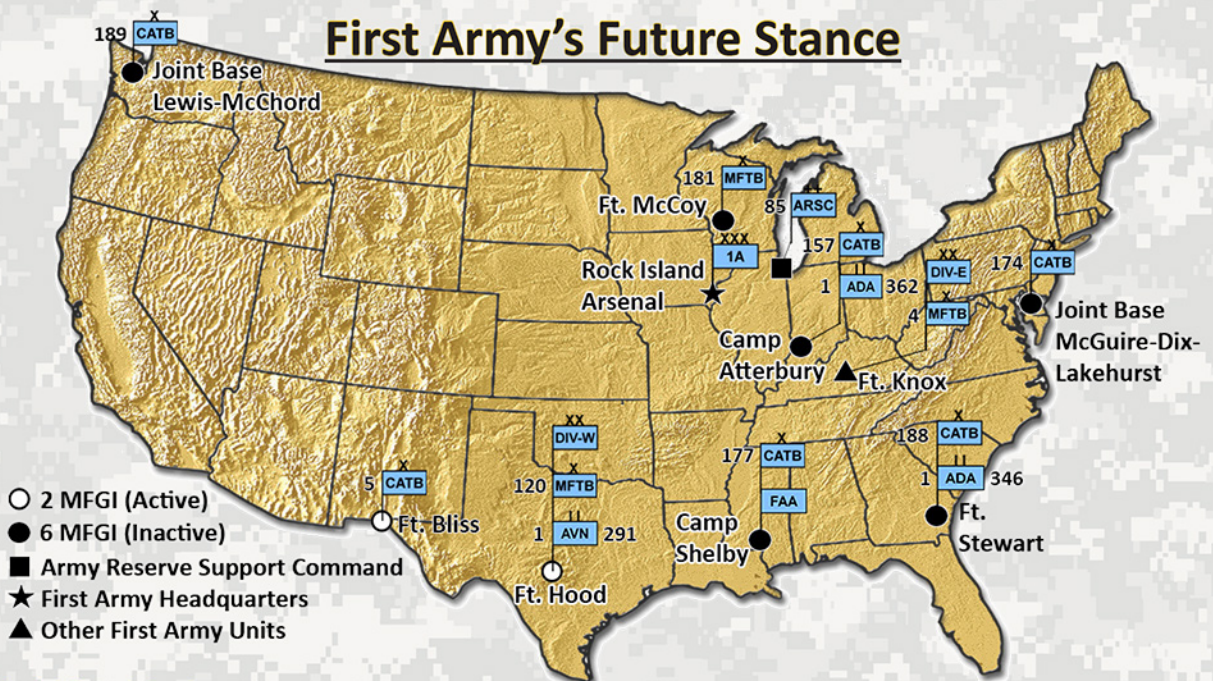 First Army's Future Stance
X
189 CATB
Joint Base
Lewis-McChord
X
181 MFTB
Ft. McCoy
85 ARSC
XXX
1A
Rock Island
Arsenal
X
157 CATB
II
1 ADA 362
Camp
Atterbury
XX
DIV-E
X
4 MFTB
Ft. Knox
X
174 CATB
Joint Base
McGuire-Dix-
Lakehurst
X
188 CATB
II
1 ADA 346
Ft.
Stewart
X
177 CATB
FAA
Camp
Shelby
XX
DIV-W
X
120 MFTB
II
1 AVN 291
Ft. Hood
X
5 CATB
Ft. Bliss
2 MFGI (Active)
6 MFGI (Inactive)
Army Reserve Support Command
First Army Headquarters
Other First Army Units